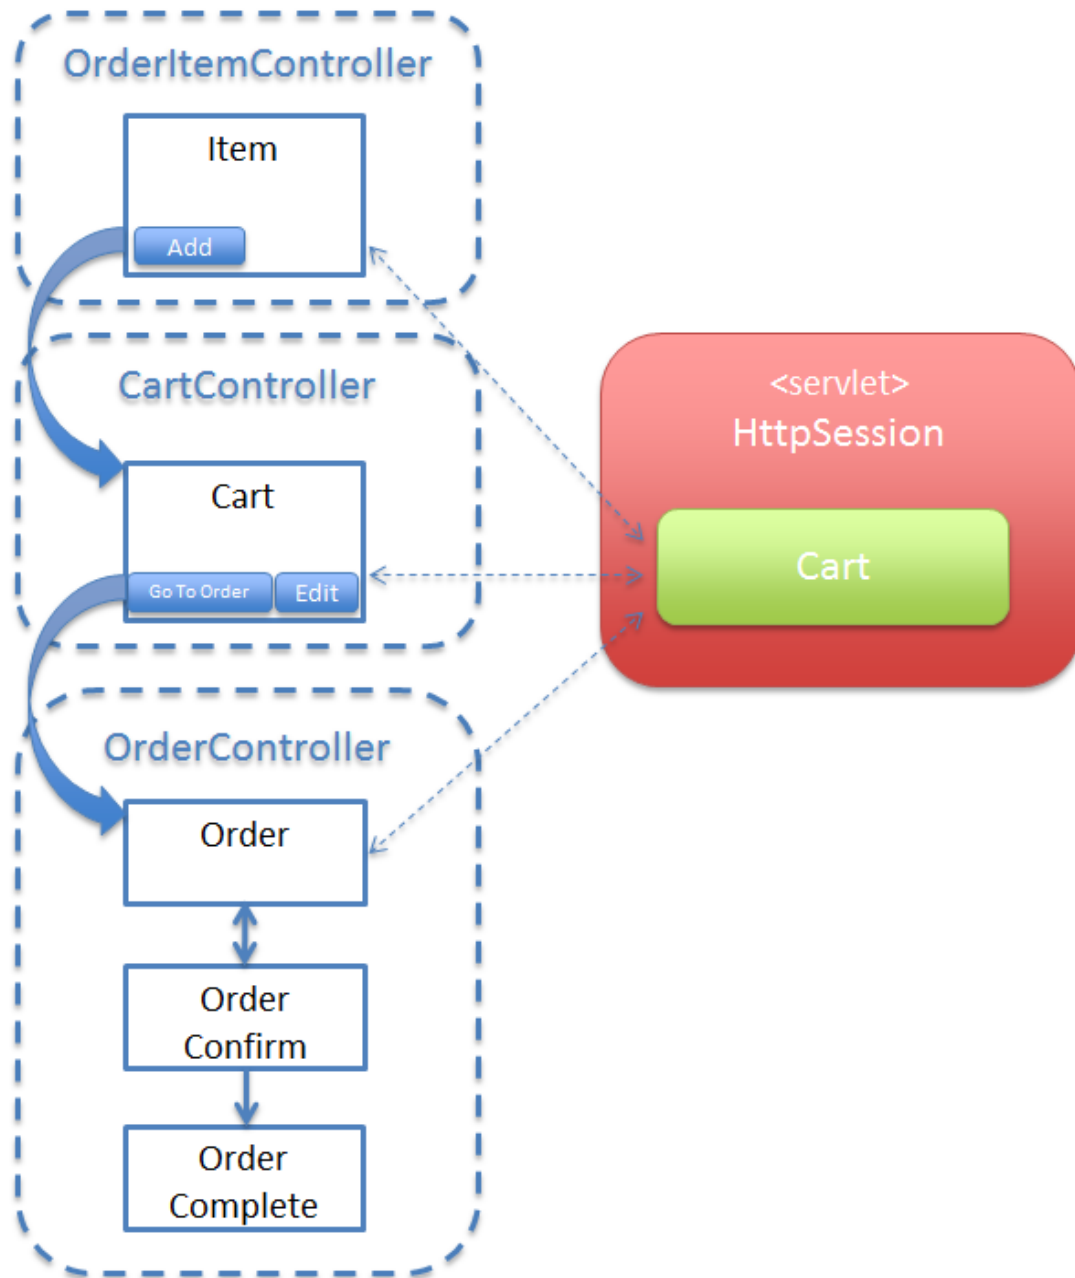 OrderItemController
Item
Add
CartController
Cart
Go To Order
Edit
<servlet>
HttpSession
Cart
OrderController
Order
Order
Confirm
Order
Complete